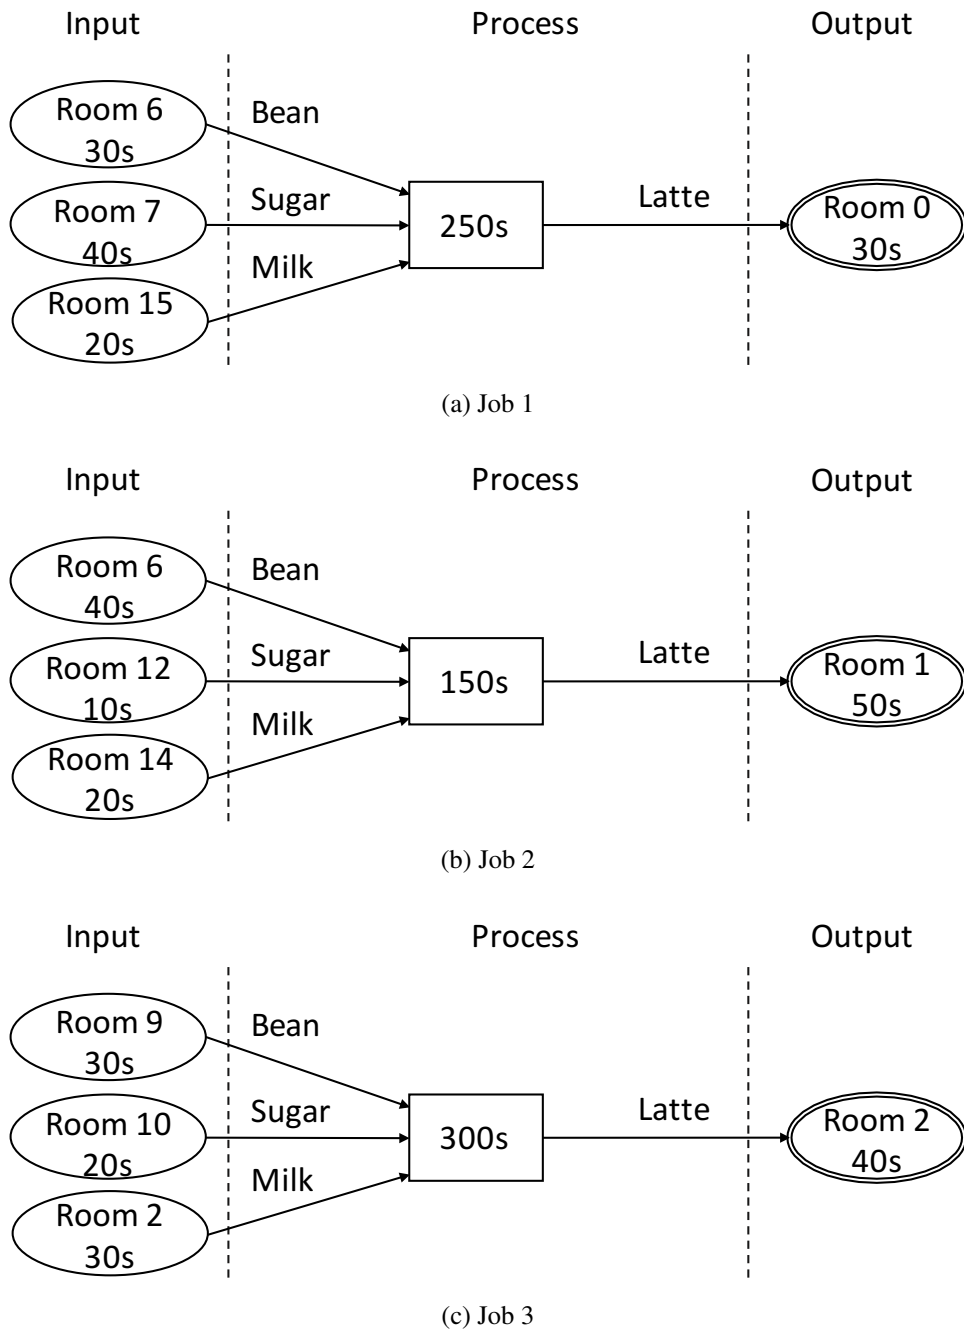 Input Process Output
Room 6
30s
Bean
Room 7
40s
Sugar
Room 15
20s
Milk
250s
Latte
Room 0
30s
(a) Job 1
Input Process Output
Room 6
40s
Bean
Room 12
10s
Sugar
Room 14
20s
Milk
150s
Latte
Room 1
50s
(b) Job 2
Input Process Output
Room 9
30s
Bean
Room 10
20s
Sugar
Room 2
30s
Milk
300s
Latte
Room 2
40s
(c) Job 3